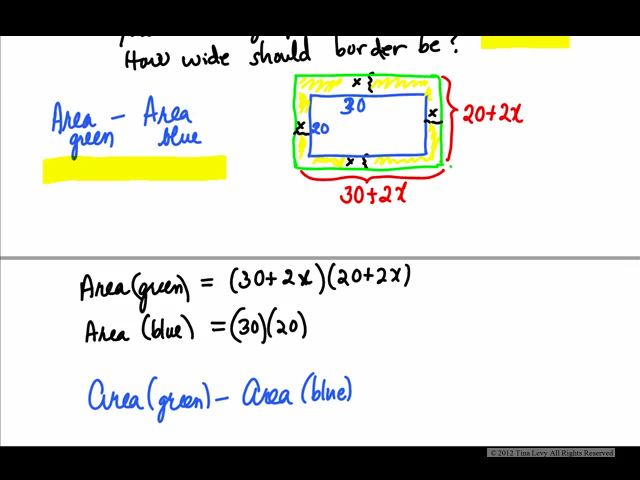 How wide should border be?
Area green - Area blue
x
30
20
x
x
x
20+2x
30+2x
Area (green) = (30+2x)(20+2x)
Area (blue) = (30)(20)
Area (green) - Area (blue)
© 2012 Tina Levy All Rights Reserved